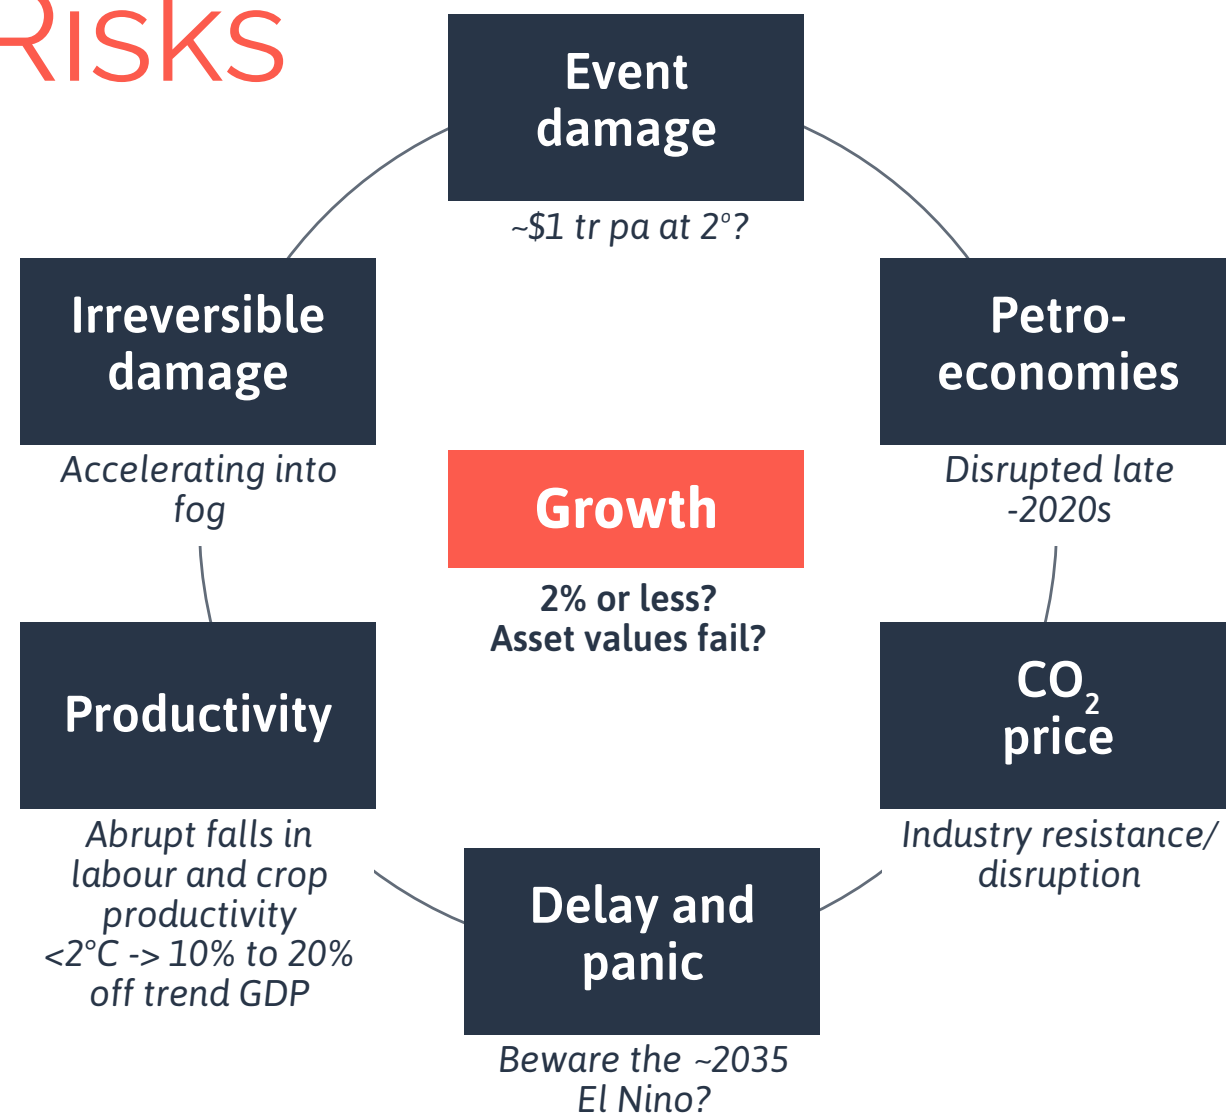 Risks
Event
damage
~$1 tr pa at 2°?
Irreversible
damage
Accelerating into
fog
Petro-
economies
Disrupted late
-2020s
Growth
2% or less?
Asset values fail?
Productivity
Abrupt falls in
labour and crop
productivity
<2°C -> 10% to 20%
off trend GDP
CO₂
price
Industry resistance/
disruption
Delay and
panic
Beware the ~2035
El Nino?